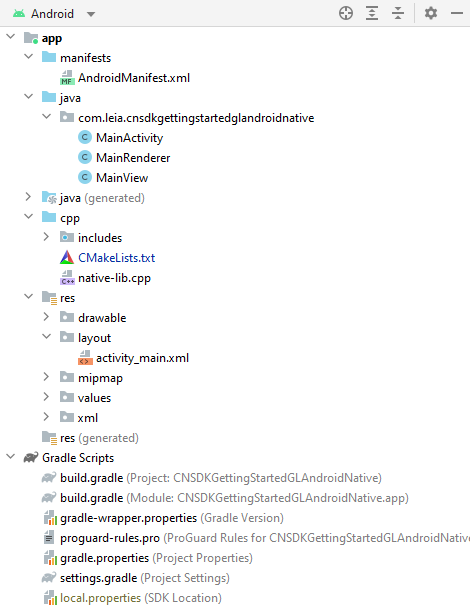 Android
app
manifests
MF AndroidManifest.xml
java
com.leia.cnsdkgettingstartedglandroidnative
C MainActivity
C MainRenderer
C MainView
java (generated)
cpp
includes
CMakeLists.txt
C++ native-lib.cpp
res
drawable
layout
<> activity_main.xml
mipmap
values
xml
res (generated)
Gradle Scripts
build.gradle (Project: CNSDKGettingStartedGLAndroidNative)
build.gradle (Module: CNSDKGettingStartedGLAndroidNative.app)
gradle-wrapper.properties (Gradle Version)
proguard-rules.pro (ProGuard Rules for CNSDKGettingStartedGLAndroidNative
gradle.properties (Project Properties)
settings.gradle (Project Settings)
local.properties (SDK Location)